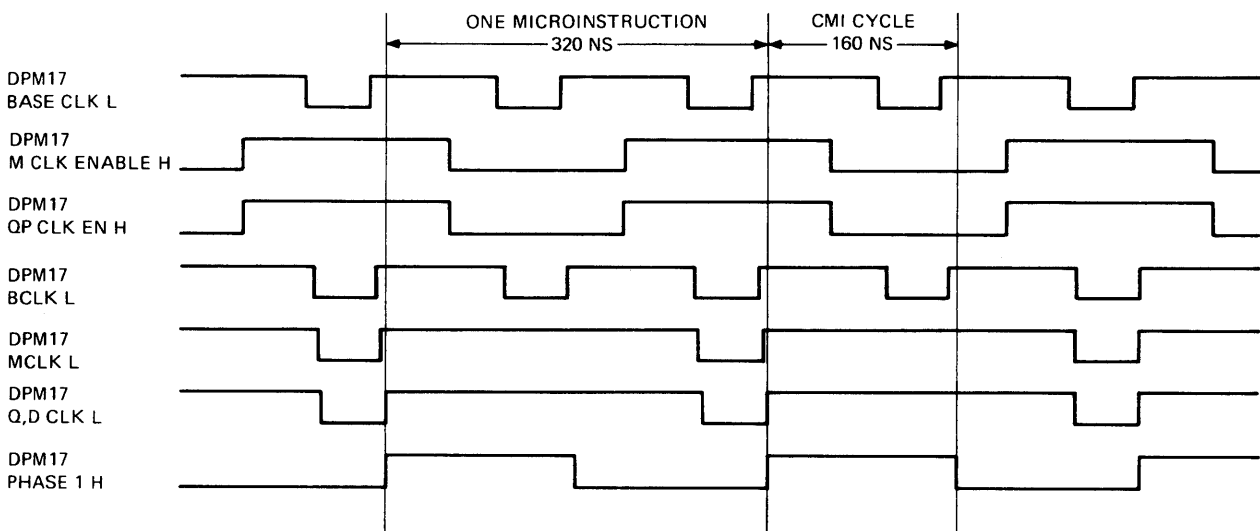 ONE MICROINSTRUCTION
320 NS
CMI CYCLE
160 NS
DPM17
BASE CLK L
DPM17
M CLK ENABLE H
DPM17
QP CLK EN H
DPM17
BCLK L
DPM17
MCLK L
DPM17
Q,D CLK L
DPM17
PHASE 1 H